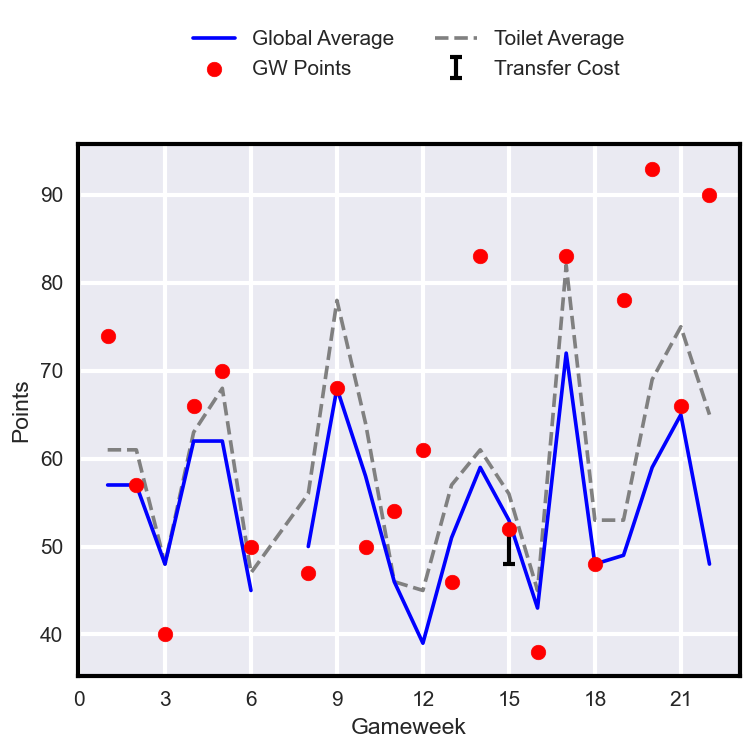 Global Average
Toilet Average
GW Points
Transfer Cost
90
80
70
60
50
40
Points
0 3 6 9 12 15 18 21
Gameweek